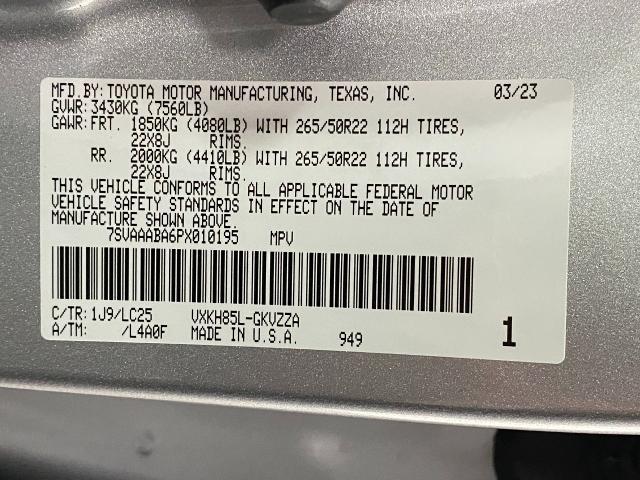 MFD.BY: TOYOTA MOTOR MANUFACTURING, TEXAS, INC. 03/23
GVWR: 3430KG (7560LB)
GAWR: FRT. 1850KG (4080LB) WITH 265/50R22 112H TIRES,
22X8J RIMS.
RR. 2000KG (4410LB) WITH 265/50R22 112H TIRES,
22X8J RIMS.
THIS VEHICLE CONFORMS TO ALL APPLICABLE FEDERAL MOTOR
VEHICLE SAFETY STANDARDS IN EFFECT ON THE DATE OF
MANUFACTURE SHOWN ABOVE.
7SVAAABA6PX010195 MPV
C/TR: 1J9/LC25 VXKH85L-GKVZZA
A/TM: /L4A0F MADE IN U.S.A. 949 1